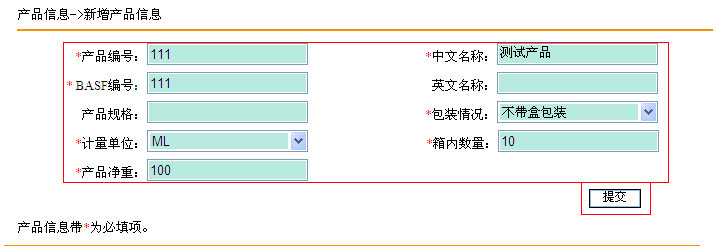 产品信息->新增产品信息
*产品编号： 111 *中文名称： 测试产品
* BASF编号： 111 英文名称：
产品规格： *包装情况： 不带盒包装
*计量单位： ML *箱内数量： 10
*产品净重： 100
提交
产品信息带*为必填项。